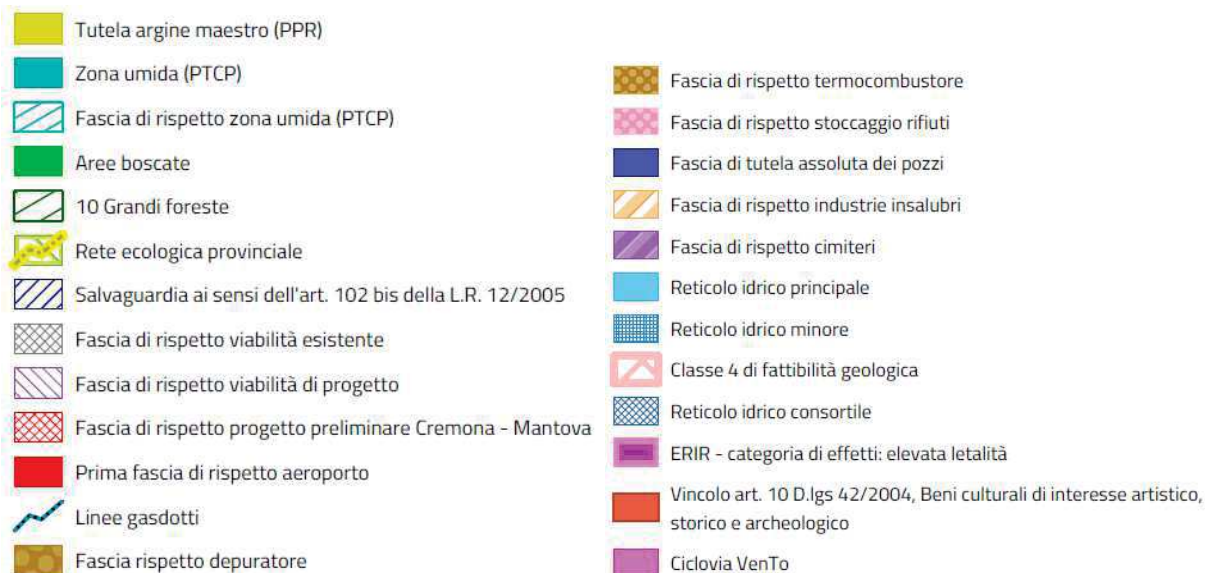 Tutela argine maestro (PPR)
Zona umida (PTCP)
Fascia di rispetto zona umida (PTCP)
Aree boscate
10 Grandi foreste
Rete ecologica provinciale
Salvaguardia ai sensi dell'art. 102 bis della L.R. 12/2005
Fascia di rispetto viabilità esistente
Fascia di rispetto viabilità di progetto
Fascia di rispetto progetto preliminare Cremona - Mantova
Prima fascia di rispetto aeroporto
Linee gasdotti
Fascia rispetto depuratore
Fascia di rispetto termocombustore
Fascia di rispetto stoccaggio rifiuti
Fascia di tutela assoluta dei pozzi
Fascia di rispetto industrie insalubri
Fascia di rispetto cimiteri
Reticolo idrico principale
Reticolo idrico minore
Classe 4 di fattibilità geologica
Reticolo idrico consortile
ERIR - categoria di effetti: elevata letalità
Vincolo art. 10 D.lgs 42/2004, Beni culturali di interesse artistico,
storico e archeologico
Ciclovia VenTo